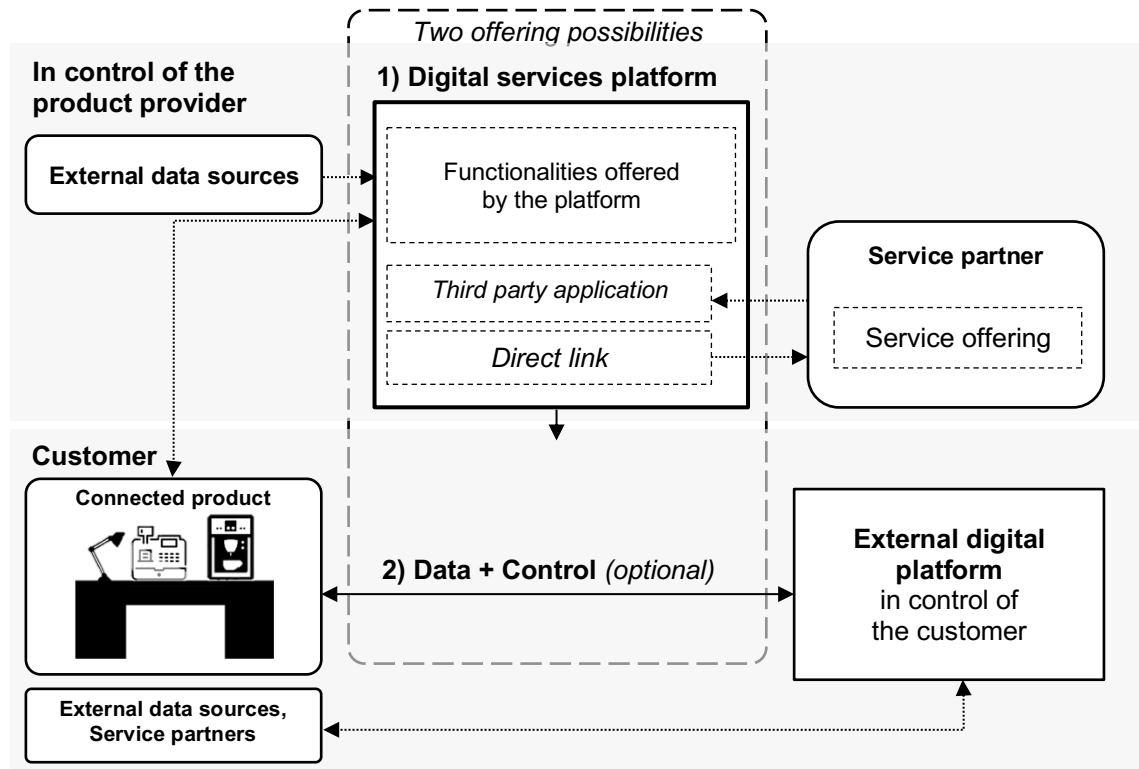 Two offering possibilities
In control of the
product provider
1) Digital services platform
External data sources
Functionalities offered
by the platform
Service partner
Third party application
Service offering
Direct link
Customer
Connected product
2) Data + Control (optional)
External digital
platform
in control of
the customer
External data sources,
Service partners